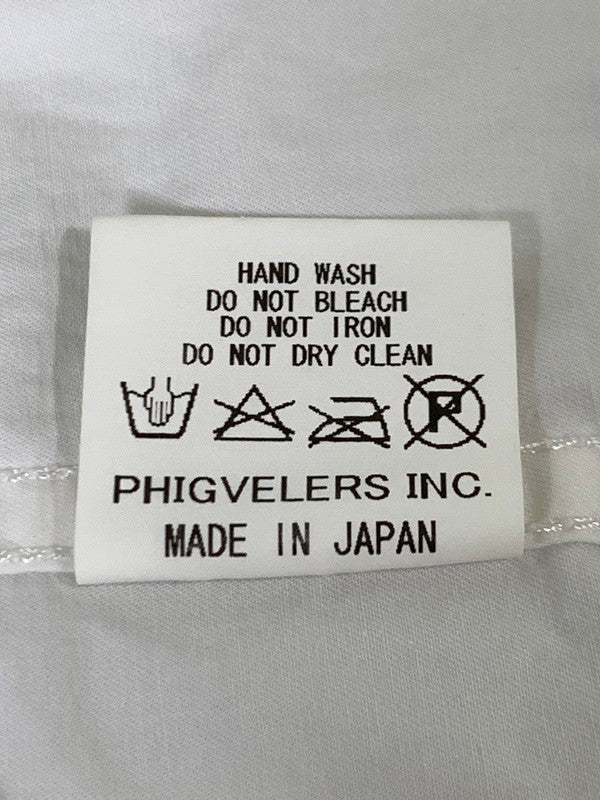 HAND WASH
DO NOT BLEACH
DO NOT IRON
DO NOT DRY CLEAN
P
PHIGVELERS INC.
MADE IN JAPAN